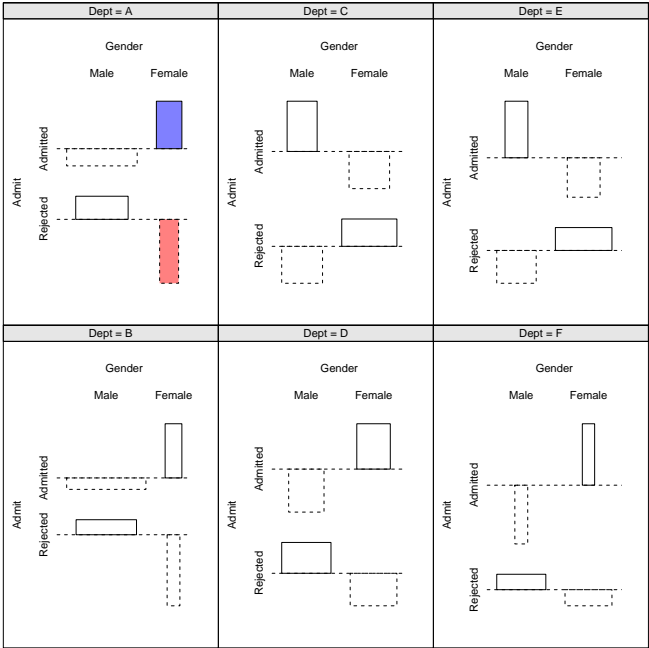 Dept = A
Gender
Male Female
Admit
Admitted
Rejected
Dept = C
Gender
Male Female
Admit
Admitted
Rejected
Dept = E
Gender
Male Female
Admit
Admitted
Rejected
Dept = B
Gender
Male Female
Admit
Admitted
Rejected
Dept = D
Gender
Male Female
Admit
Admitted
Rejected
Dept = F
Gender
Male Female
Admit
Admitted
Rejected